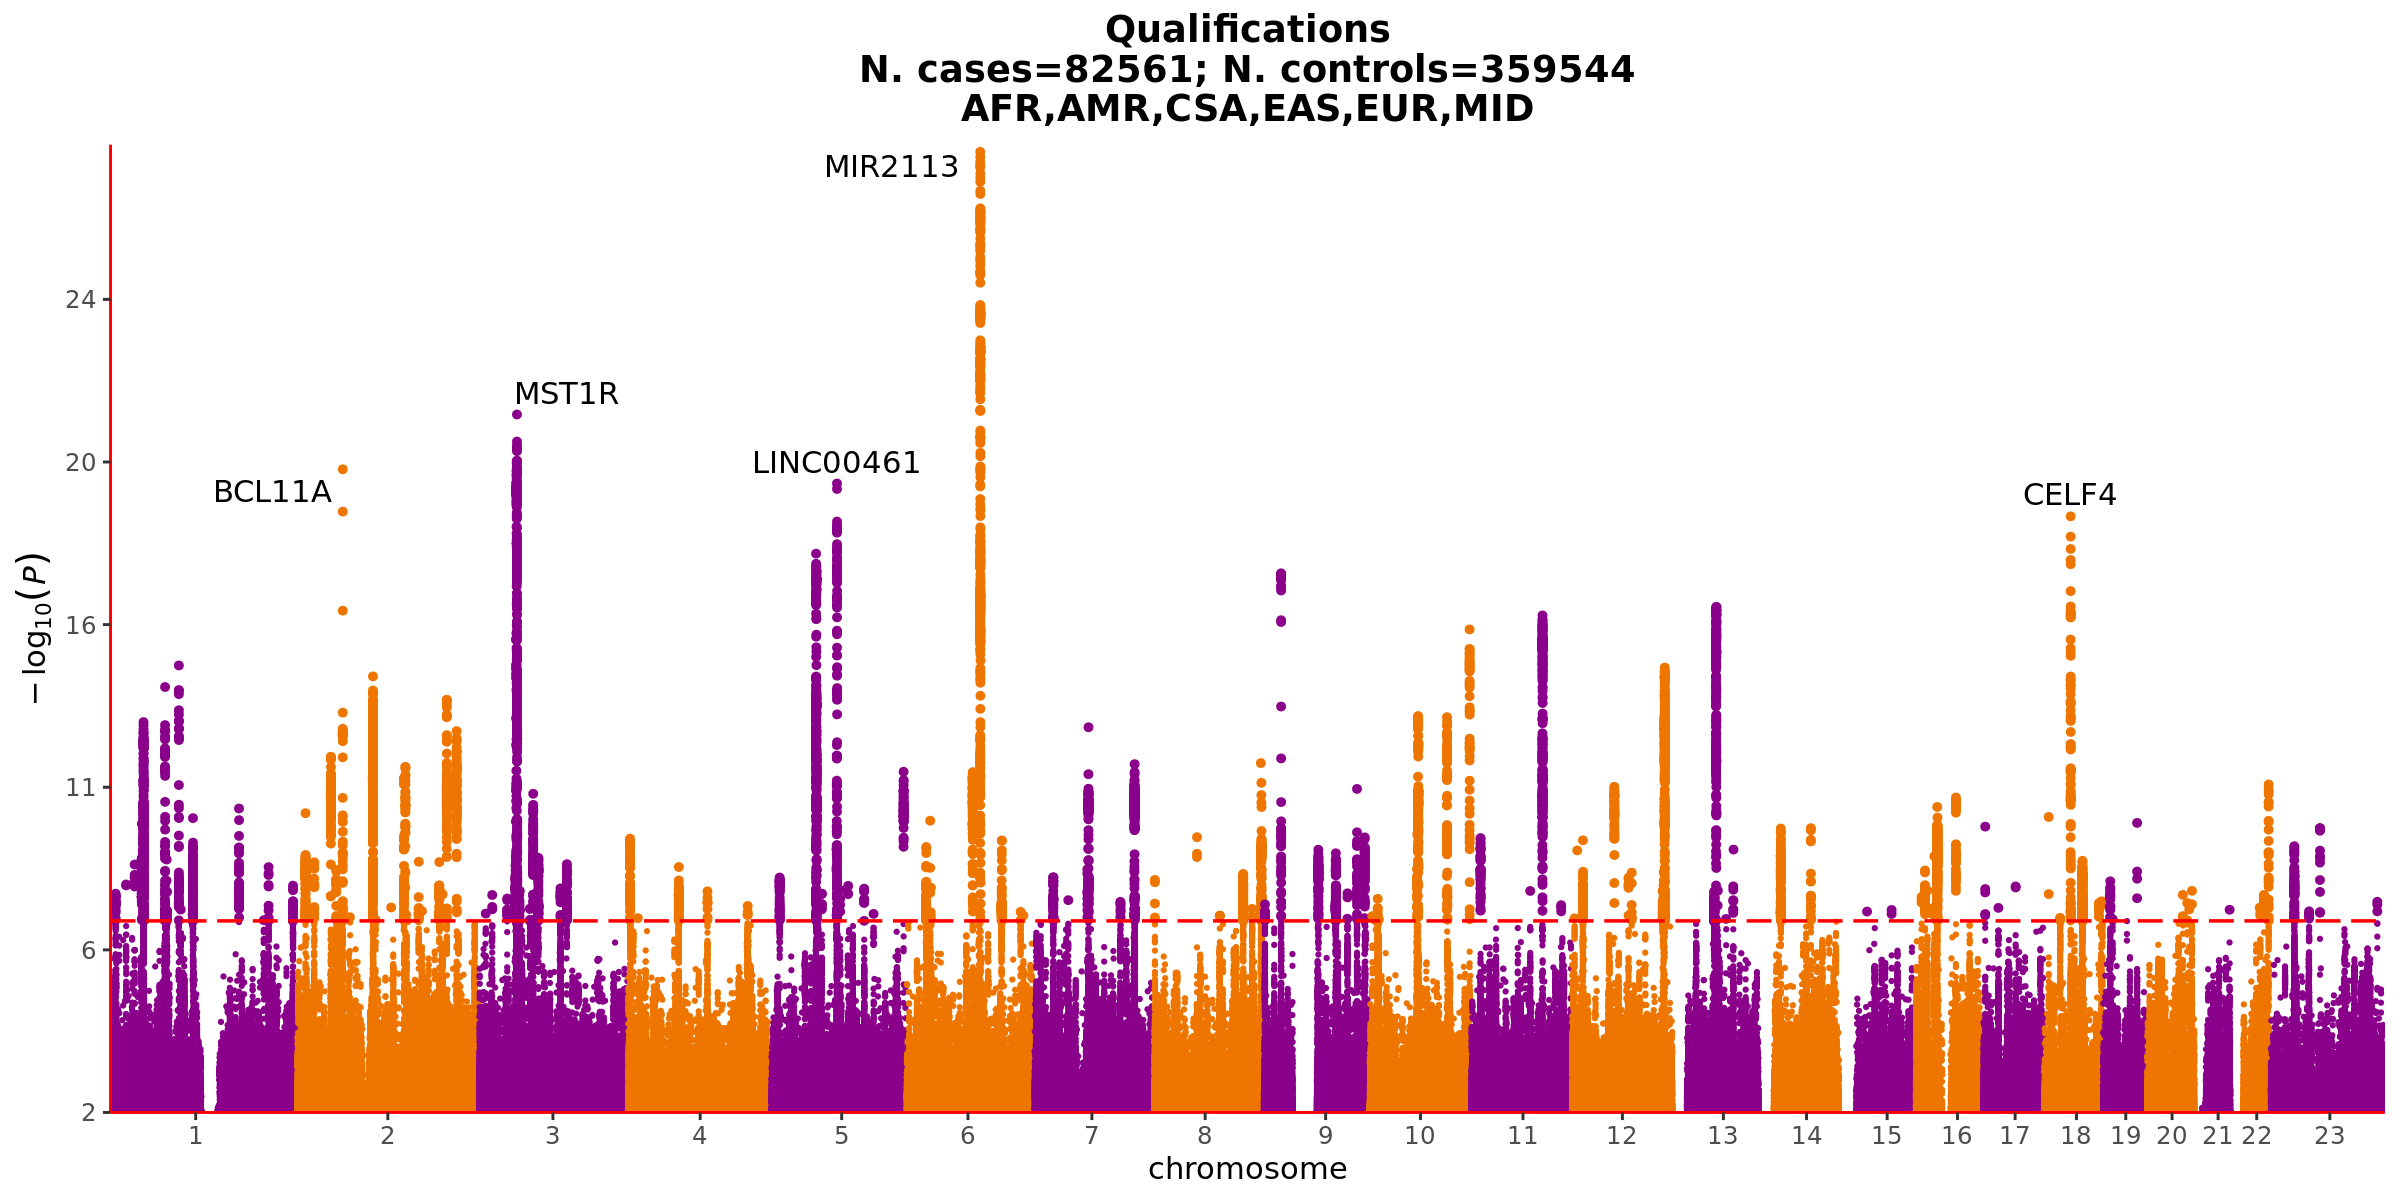 Qualifications
N. cases=82561; N. controls=359544
AFR,AMR,CSA,EAS,EUR,MID
MIR2113
MST1R
LINC00461
BCL11A
CELF4
24
20
16
11
6
2
−log10(P)
1 2 3 4 5 6 7 8 9 10 11 12 13 14 15 16 17 18 19 20 21 22 23
chromosome